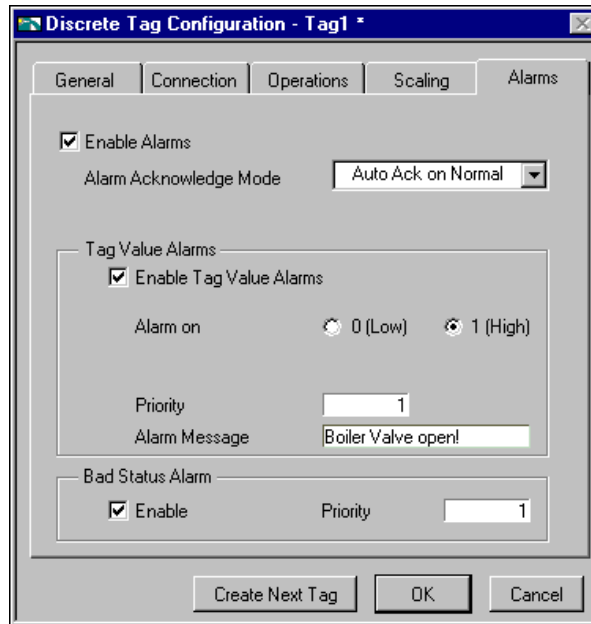 Discrete Tag Configuration - Tag1 *
General Connection Operations Scaling Alarms
Enable Alarms
Alarm Acknowledge Mode Auto Ack on Normal
Tag Value Alarms
Enable Tag Value Alarms
Alarm on 0 (Low) 1 (High)
Priority 1
Alarm Message Boiler Valve open!
Bad Status Alarm
Enable Priority 1
Create Next Tag OK Cancel